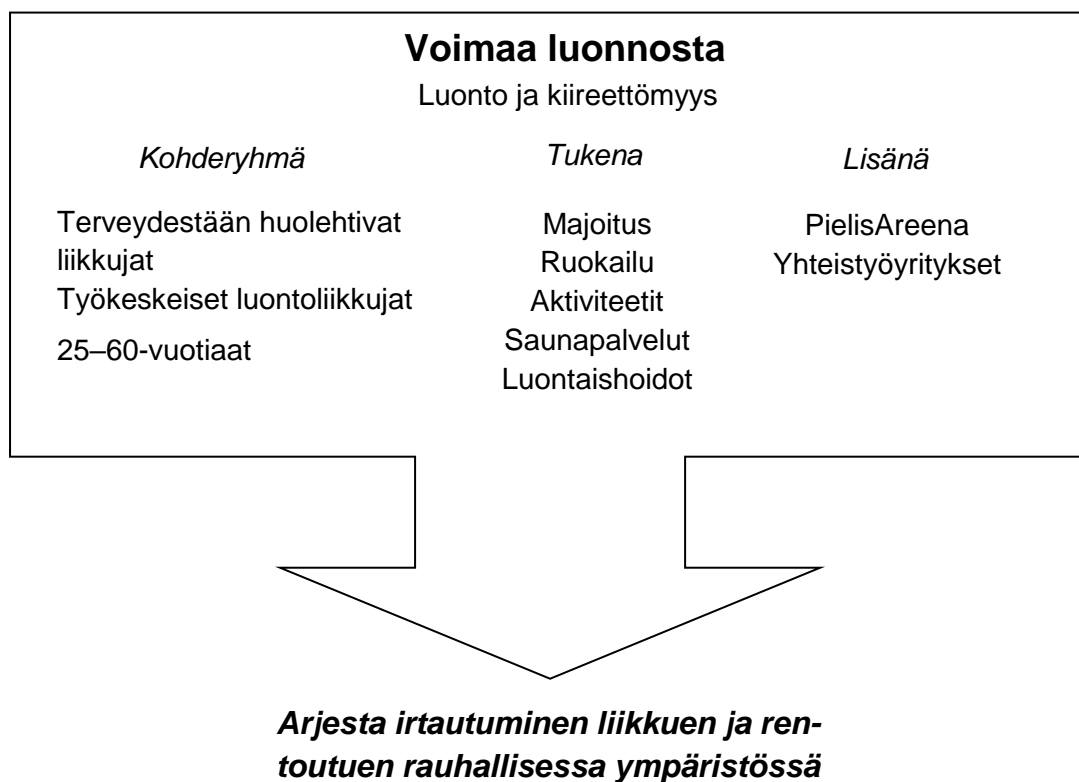 Voimaa luonnosta
Luonto ja kiireettömyys
Kohderyhmä
Terveydestään huolehtivat
liikkujat
Työkeskeiset luontoliikkujat
25–60-vuotiaat
Tukena
Majoitus
Ruokailu
Aktiviteetit
Saunapalvelut
Luontaishoidot
Lisänä
PielisAreena
Yhteistyöyritykset
Arjesta irtautuminen liikkuen ja ren-
toutuen rauhallisessa ympäristössä